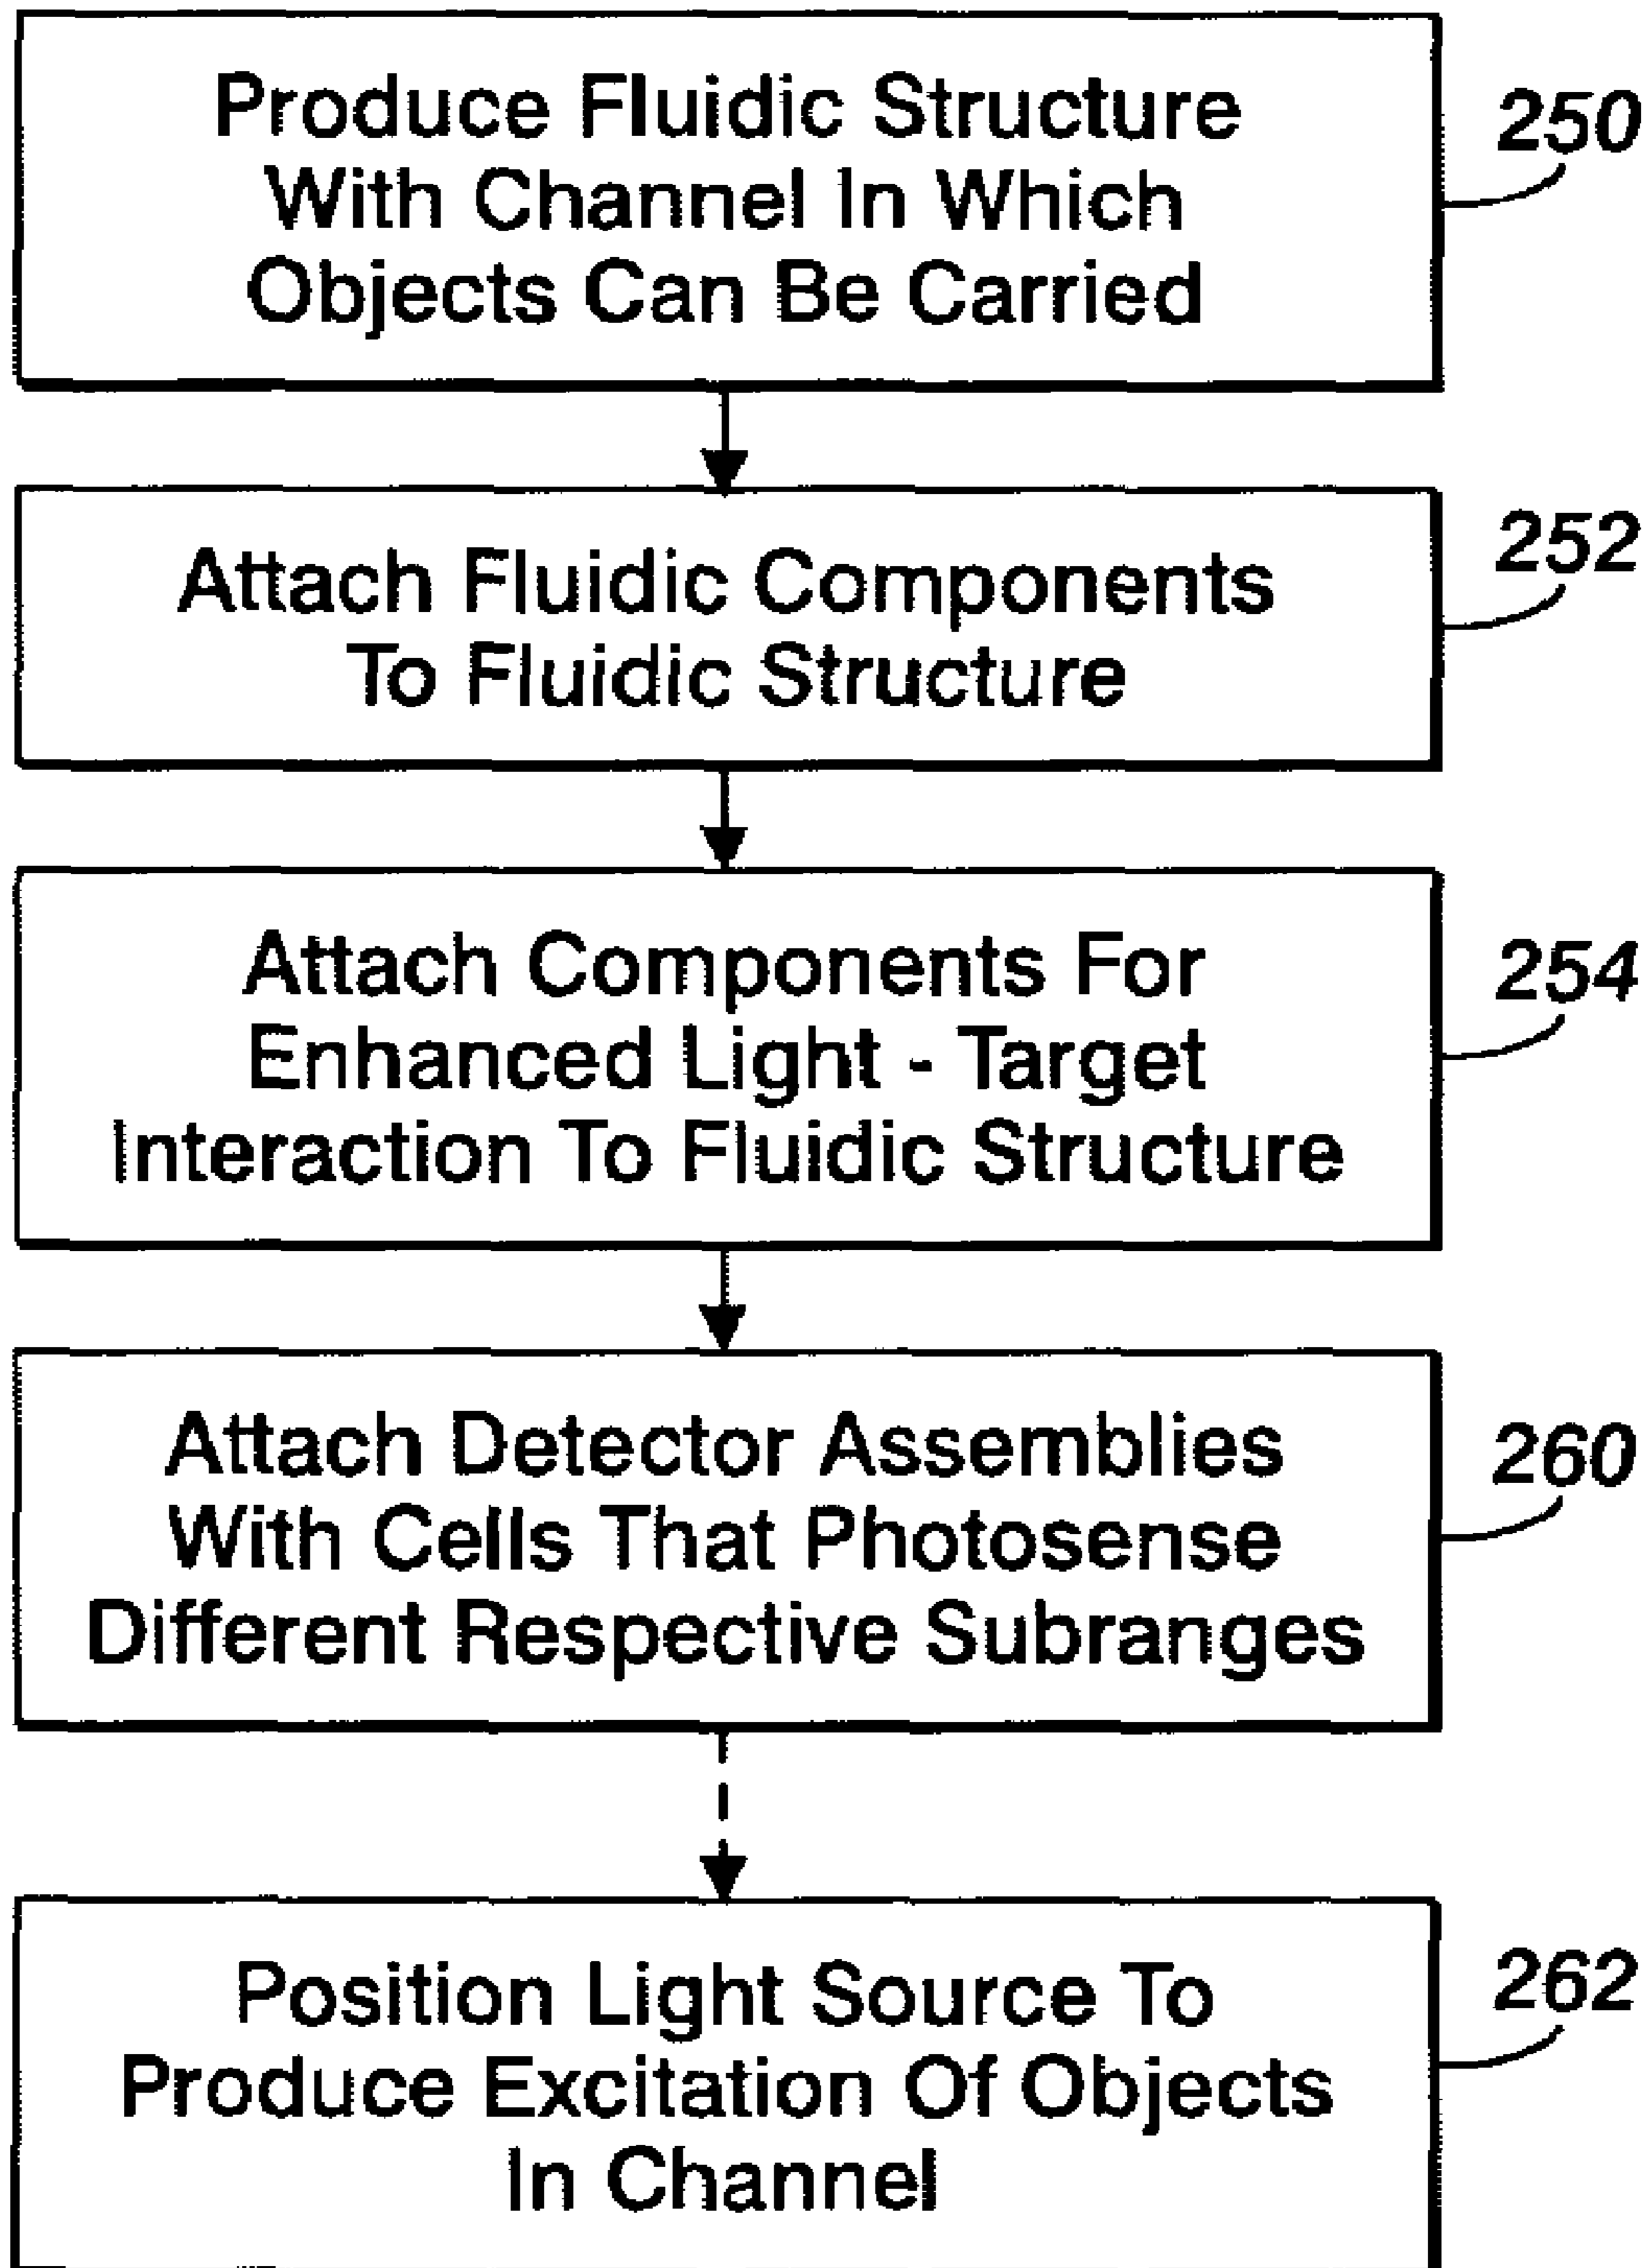 Produce Fluidic Structure
With Channel In Which
Objects Can Be Carried
250
Attach Fluidic Components
To Fluidic Structure
252
Attach Components For
Enhanced Light - Target
Interaction To Fluidic Structure
254
Attach Detector Assemblies
With Cells That Photosense
Different Respective Subranges
260
Position Light Source To
Produce Excitation Of Objects
In Channel
262